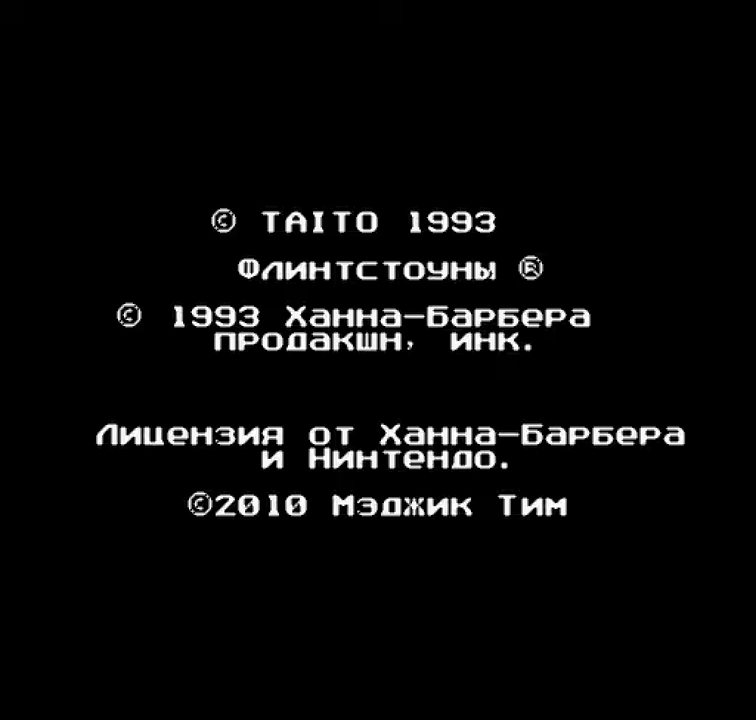 © TAITO 1993
Флинтстоуны ®
© 1993 Ханна-Барбера
продакшн, инк.
Лицензия от Ханна-Барбера
и Нинтендо.
©2010 Мэджик Тим